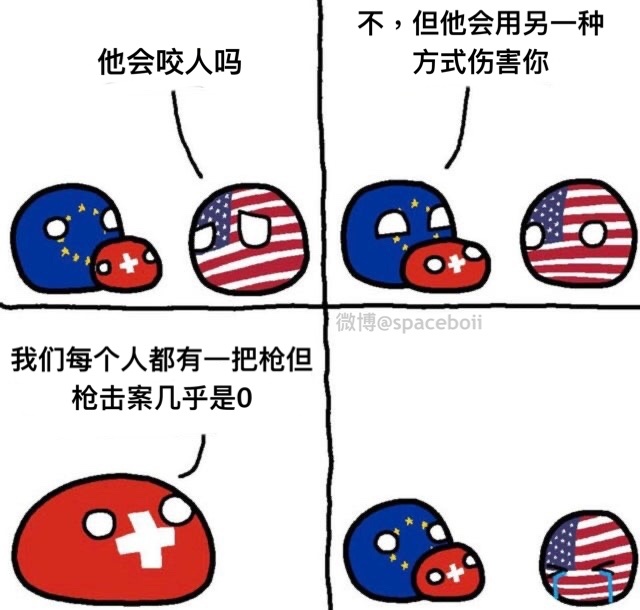 他会咬人吗
不，但他会用另一种
方式伤害你
微博@spaceboii
我们每个人都有一把枪但
枪击案几乎是0